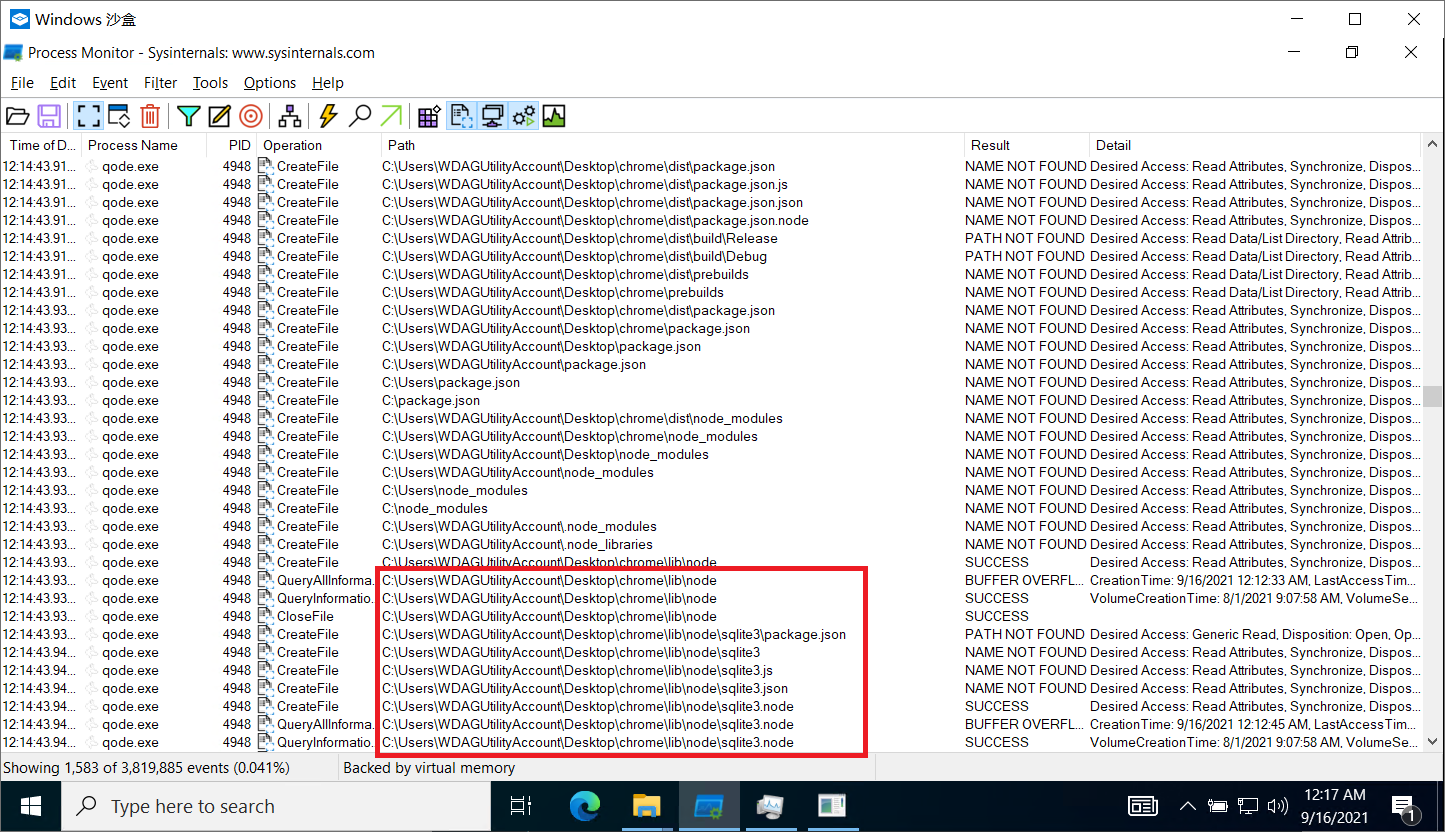 Windows 沙盒
Process Monitor - Sysinternals: www.sysinternals.com
File Edit Event Filter Tools Options Help
Time of D... Process Name PID Operation Path Result Detail
12:14:43.91... qode.exe 4948 CreateFile C:\Users\WDAGUtilityAccount\Desktop\chrome\dist\package.json NAME NOT FOUND Desired Access: Read Attributes, Synchronize, Dispos...
12:14:43.91... qode.exe 4948 CreateFile C:\Users\WDAGUtilityAccount\Desktop\chrome\dist\package.json.js NAME NOT FOUND Desired Access: Read Attributes, Synchronize, Dispos...
12:14:43.91... qode.exe 4948 CreateFile C:\Users\WDAGUtilityAccount\Desktop\chrome\dist\package.json.json NAME NOT FOUND Desired Access: Read Attributes, Synchronize, Dispos...
12:14:43.91... qode.exe 4948 CreateFile C:\Users\WDAGUtilityAccount\Desktop\chrome\dist\package.json.node NAME NOT FOUND Desired Access: Read Attributes, Synchronize, Dispos...
12:14:43.91... qode.exe 4948 CreateFile C:\Users\WDAGUtilityAccount\Desktop\chrome\dist\build\Release PATH NOT FOUND Desired Access: Read Data/List Directory, Read Attrib...
12:14:43.91... qode.exe 4948 CreateFile C:\Users\WDAGUtilityAccount\Desktop\chrome\dist\build\Debug PATH NOT FOUND Desired Access: Read Data/List Directory, Read Attrib...
12:14:43.91... qode.exe 4948 CreateFile C:\Users\WDAGUtilityAccount\Desktop\chrome\dist\prebuilds NAME NOT FOUND Desired Access: Read Data/List Directory, Read Attrib...
12:14:43.91... qode.exe 4948 CreateFile C:\Users\WDAGUtilityAccount\Desktop\chrome\prebuilds NAME NOT FOUND Desired Access: Read Data/List Directory, Read Attrib...
12:14:43.93... qode.exe 4948 CreateFile C:\Users\WDAGUtilityAccount\Desktop\chrome\dist\package.json NAME NOT FOUND Desired Access: Read Attributes, Synchronize, Dispos...
12:14:43.93... qode.exe 4948 CreateFile C:\Users\WDAGUtilityAccount\Desktop\chrome\package.json NAME NOT FOUND Desired Access: Read Attributes, Synchronize, Dispos...
12:14:43.93... qode.exe 4948 CreateFile C:\Users\WDAGUtilityAccount\Desktop\package.json NAME NOT FOUND Desired Access: Read Attributes, Synchronize, Dispos...
12:14:43.93... qode.exe 4948 CreateFile C:\Users\WDAGUtilityAccount\package.json NAME NOT FOUND Desired Access: Read Attributes, Synchronize, Dispos...
12:14:43.93... qode.exe 4948 CreateFile C:\Users\package.json NAME NOT FOUND Desired Access: Read Attributes, Synchronize, Dispos...
12:14:43.93... qode.exe 4948 CreateFile C:\package.json NAME NOT FOUND Desired Access: Read Attributes, Synchronize, Dispos...
12:14:43.93... qode.exe 4948 CreateFile C:\Users\WDAGUtilityAccount\Desktop\chrome\dist\node_modules NAME NOT FOUND Desired Access: Read Attributes, Synchronize, Dispos...
12:14:43.93... qode.exe 4948 CreateFile C:\Users\WDAGUtilityAccount\Desktop\chrome\node_modules NAME NOT FOUND Desired Access: Read Attributes, Synchronize, Dispos...
12:14:43.93... qode.exe 4948 CreateFile C:\Users\WDAGUtilityAccount\Desktop\node_modules NAME NOT FOUND Desired Access: Read Attributes, Synchronize, Dispos...
12:14:43.93... qode.exe 4948 CreateFile C:\Users\WDAGUtilityAccount\node_modules NAME NOT FOUND Desired Access: Read Attributes, Synchronize, Dispos...
12:14:43.93... qode.exe 4948 CreateFile C:\Users\node_modules NAME NOT FOUND Desired Access: Read Attributes, Synchronize, Dispos...
12:14:43.93... qode.exe 4948 CreateFile C:\node_modules NAME NOT FOUND Desired Access: Read Attributes, Synchronize, Dispos...
12:14:43.93... qode.exe 4948 CreateFile C:\Users\WDAGUtilityAccount\.node_modules NAME NOT FOUND Desired Access: Read Attributes, Synchronize, Dispos...
12:14:43.93... qode.exe 4948 CreateFile C:\Users\WDAGUtilityAccount\.node_libraries NAME NOT FOUND Desired Access: Read Attributes, Synchronize, Dispos...
12:14:43.93... qode.exe 4948 CreateFile C:\Users\WDAGUtilityAccount\Desktop\chrome\lib\node SUCCESS Desired Access: Read Attributes, Synchronize, Dispos...
12:14:43.93... qode.exe 4948 QueryAllInforma... C:\Users\WDAGUtilityAccount\Desktop\chrome\lib\node BUFFER OVERFL... CreationTime: 9/16/2021 12:12:33 AM, LastAccessTim...
12:14:43.93... qode.exe 4948 QueryInformatio... C:\Users\WDAGUtilityAccount\Desktop\chrome\lib\node SUCCESS VolumeCreationTime: 8/1/2021 9:07:58 AM, VolumeSe...
12:14:43.93... qode.exe 4948 CloseFile C:\Users\WDAGUtilityAccount\Desktop\chrome\lib\node SUCCESS
12:14:43.93... qode.exe 4948 CreateFile C:\Users\WDAGUtilityAccount\Desktop\chrome\lib\node\sqlite3\package.json PATH NOT FOUND Desired Access: Generic Read, Disposition: Open, Op...
12:14:43.94... qode.exe 4948 CreateFile C:\Users\WDAGUtilityAccount\Desktop\chrome\lib\node\sqlite3 NAME NOT FOUND Desired Access: Read Attributes, Synchronize, Dispos...
12:14:43.94... qode.exe 4948 CreateFile C:\Users\WDAGUtilityAccount\Desktop\chrome\lib\node\sqlite3.js NAME NOT FOUND Desired Access: Read Attributes, Synchronize, Dispos...
12:14:43.94... qode.exe 4948 CreateFile C:\Users\WDAGUtilityAccount\Desktop\chrome\lib\node\sqlite3.json NAME NOT FOUND Desired Access: Read Attributes, Synchronize, Dispos...
12:14:43.94... qode.exe 4948 CreateFile C:\Users\WDAGUtilityAccount\Desktop\chrome\lib\node\sqlite3.node SUCCESS Desired Access: Read Attributes, Synchronize, Dispos...
12:14:43.94... qode.exe 4948 QueryAllInforma... C:\Users\WDAGUtilityAccount\Desktop\chrome\lib\node\sqlite3.node BUFFER OVERFL... CreationTime: 9/16/2021 12:12:45 AM, LastAccessTim...
12:14:43.94... qode.exe 4948 QueryInformatio... C:\Users\WDAGUtilityAccount\Desktop\chrome\lib\node\sqlite3.node SUCCESS VolumeCreationTime: 8/1/2021 9:07:58 AM, VolumeSe...
Showing 1,583 of 3,819,885 events (0.041%) Backed by virtual memory
Type here to search
12:17 AM
9/16/2021
1